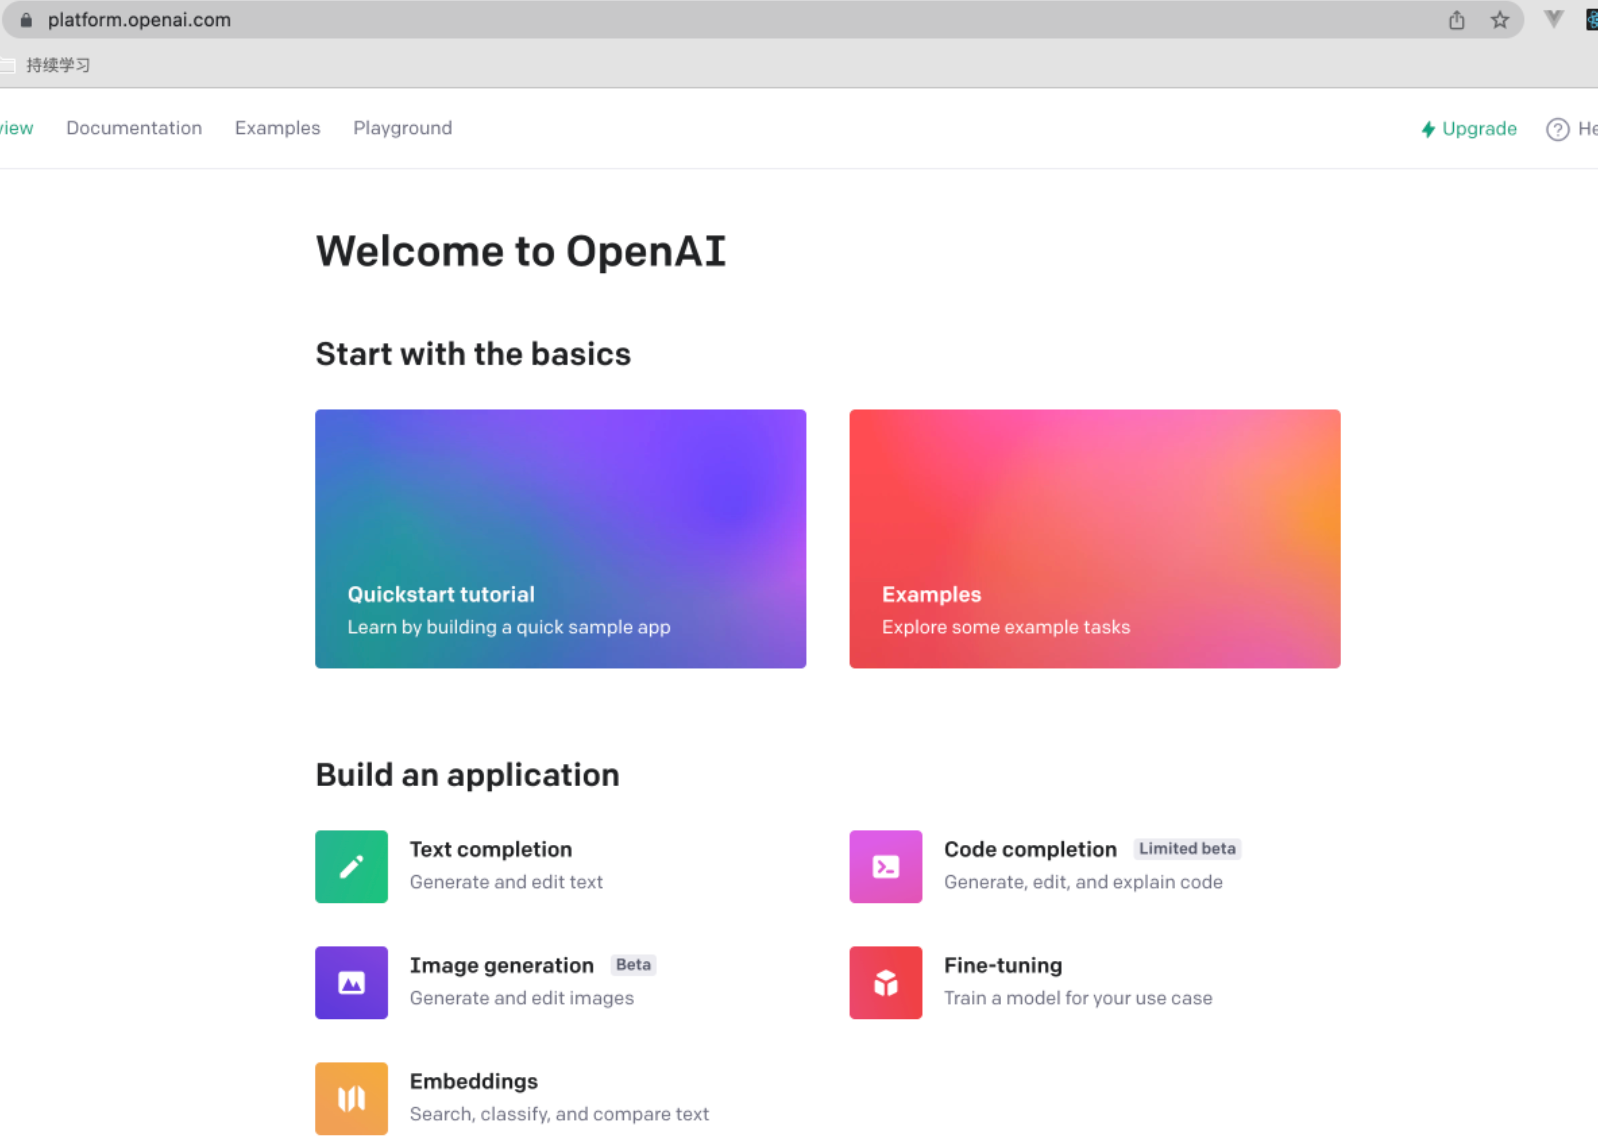 platform.openai.com
持续学习
view Documentation Examples Playground Upgrade
Welcome to OpenAI
Start with the basics
Quickstart tutorial
Learn by building a quick sample app
Examples
Explore some example tasks
Build an application
Text completion
Generate and edit text
Code completion Limited beta
Generate, edit, and explain code
Image generation Beta
Generate and edit images
Fine-tuning
Train a model for your use case
Embeddings
Search, classify, and compare text